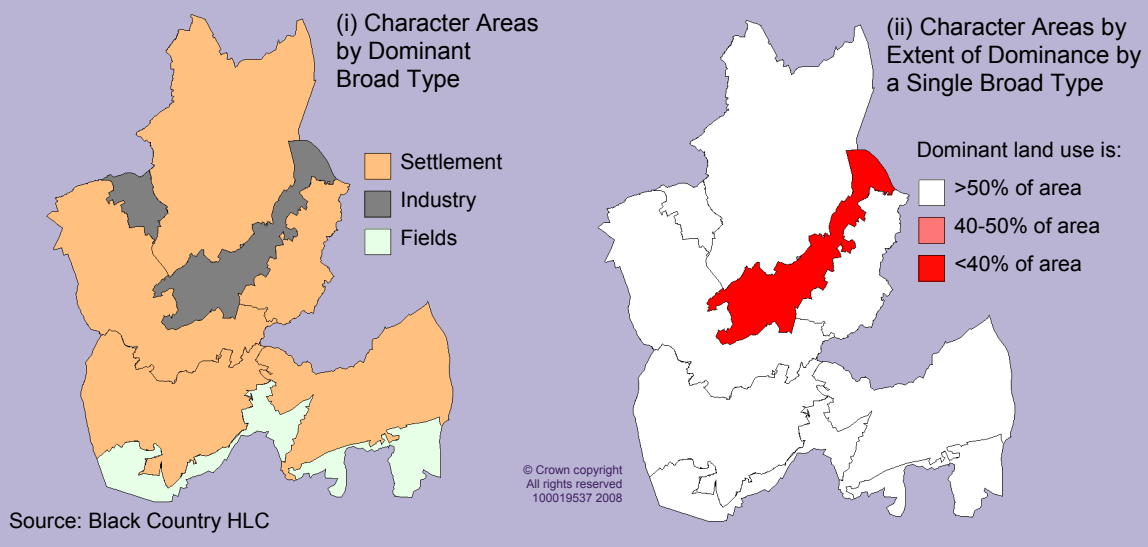 (i) Character Areas
by Dominant
Broad Type
Settlement
Industry
Fields
Source: Black Country HLC
(ii) Character Areas by
Extent of Dominance by
a Single Broad Type
Dominant land use is:
>50% of area
40-50% of area
<40% of area
© Crown copyright
All rights reserved
100019537 2008